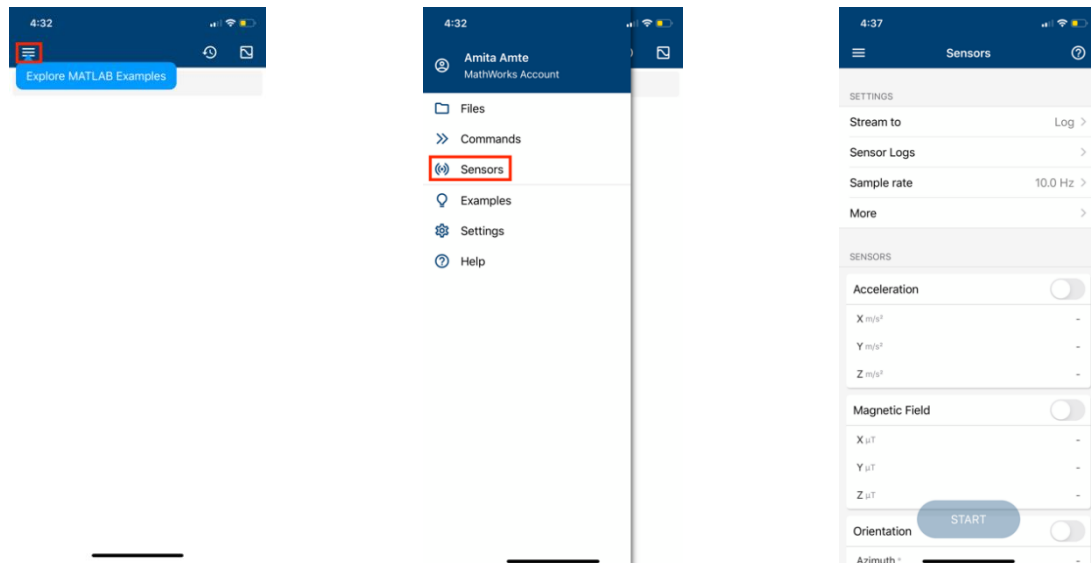 4:32
Explore MATLAB Examples
4:32
Amita Amte
MathWorks Account
Files
Commands
Sensors
Examples
Settings
Help
4:37
Sensors
SETTINGS
Stream to Log
Sensor Logs
Sample rate 10.0 Hz
More
SENSORS
Acceleration
X m/s² -
Y m/s² -
Z m/s² -
Magnetic Field
X µT -
Y µT -
Z µT -
START
Orientation
Azimuth ° -